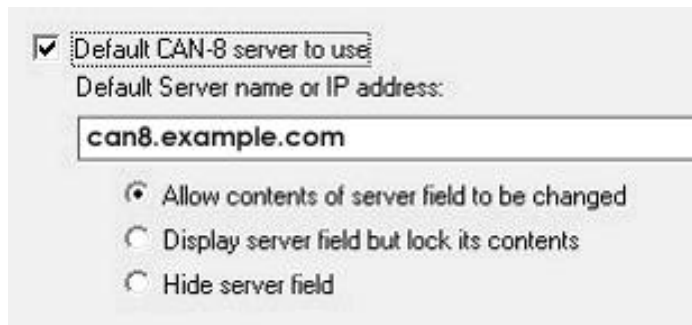 Default CAN-8 server to use
Default Server name or IP address:
can8.example.com
Allow contents of server field to be changed
Display server field but lock its contents
Hide server field